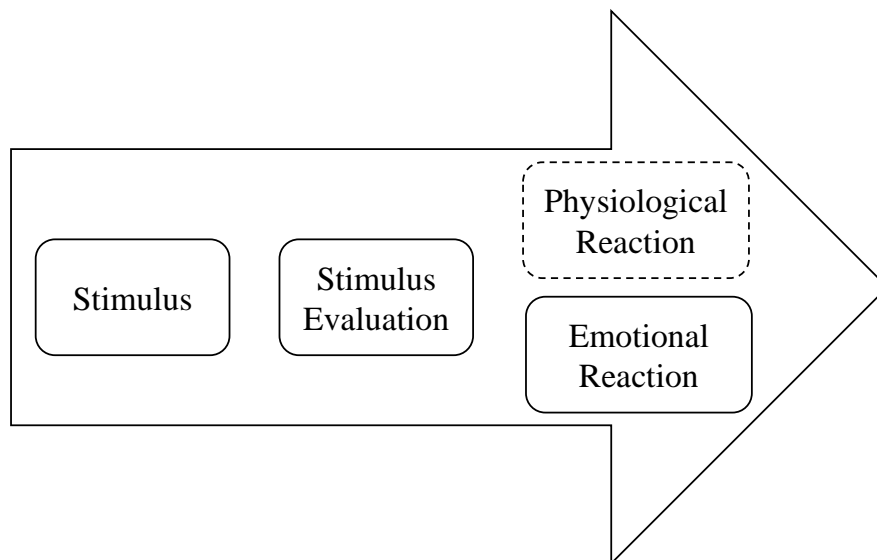 Stimulus
Stimulus
Evaluation
Physiological
Reaction
Emotional
Reaction